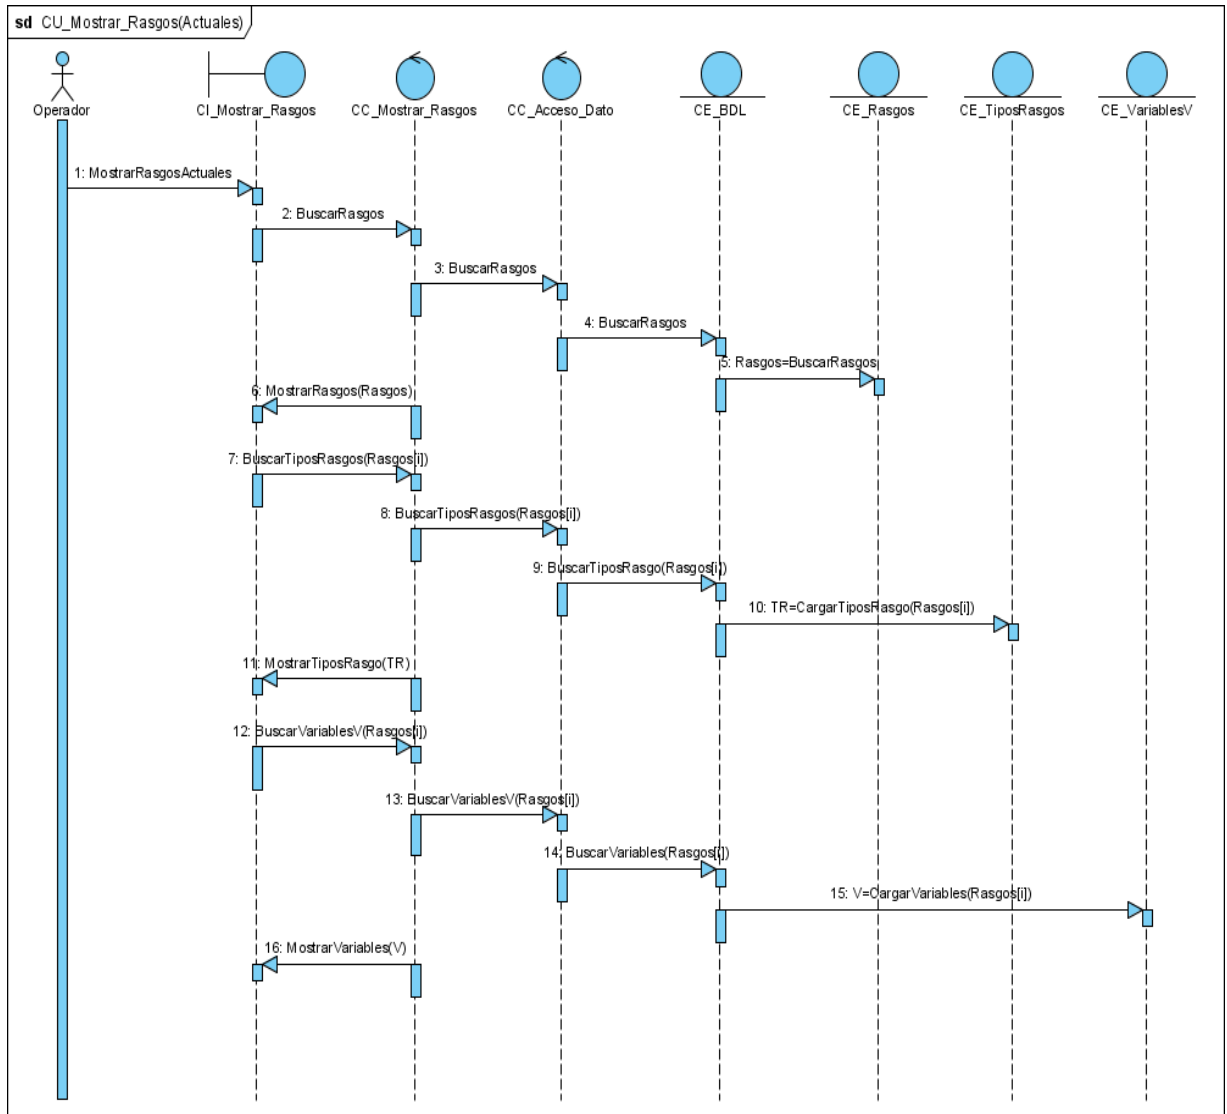 sd CU_Mostrar_Rasgos(Actuales)
Operador
CI_Mostrar_Rasgos
CC_Mostrar_Rasgos
CC_Acceso_Dato
CE_BDL
CE_Rasgos
CE_TiposRasgos
CE_VariablesV
1: MostrarRasgosActuales
2: BuscarRasgos
3: BuscarRasgos
4: BuscarRasgos
5: Rasgos=BuscarRasgos
6: MostrarRasgos(Rasgos)
7: BuscarTiposRasgos(Rasgos[i])
8: BuscarTiposRasgos(Rasgos[i])
9: BuscarTiposRasgo(Rasgos[i])
10: TR=CargarTiposRasgo(Rasgos[i])
11: MostrarTiposRasgo(TR)
12: BuscarVariablesV(Rasgos[i])
13: BuscarVariablesV(Rasgos[i])
14: BuscarVariables(Rasgos[i])
15: V=CargarVariables(Rasgos[i])
16: MostrarVariables(V)